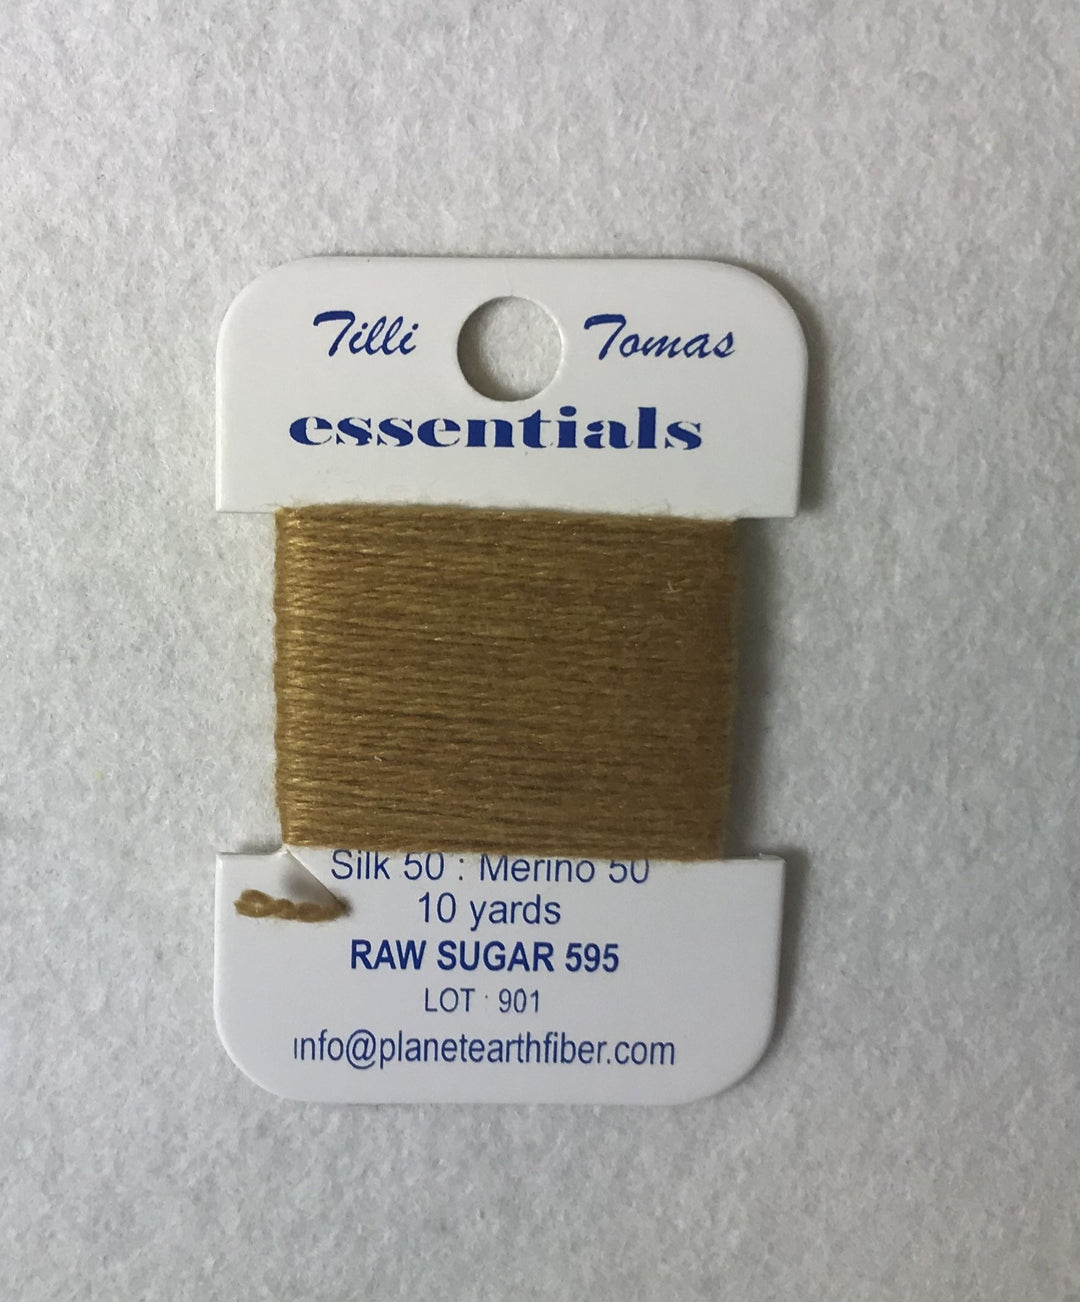 Tilli Tomas
essentials
Silk 50 : Merino 50
10 yards
RAW SUGAR 595
LOT : 901
info@planetearthfiber.com